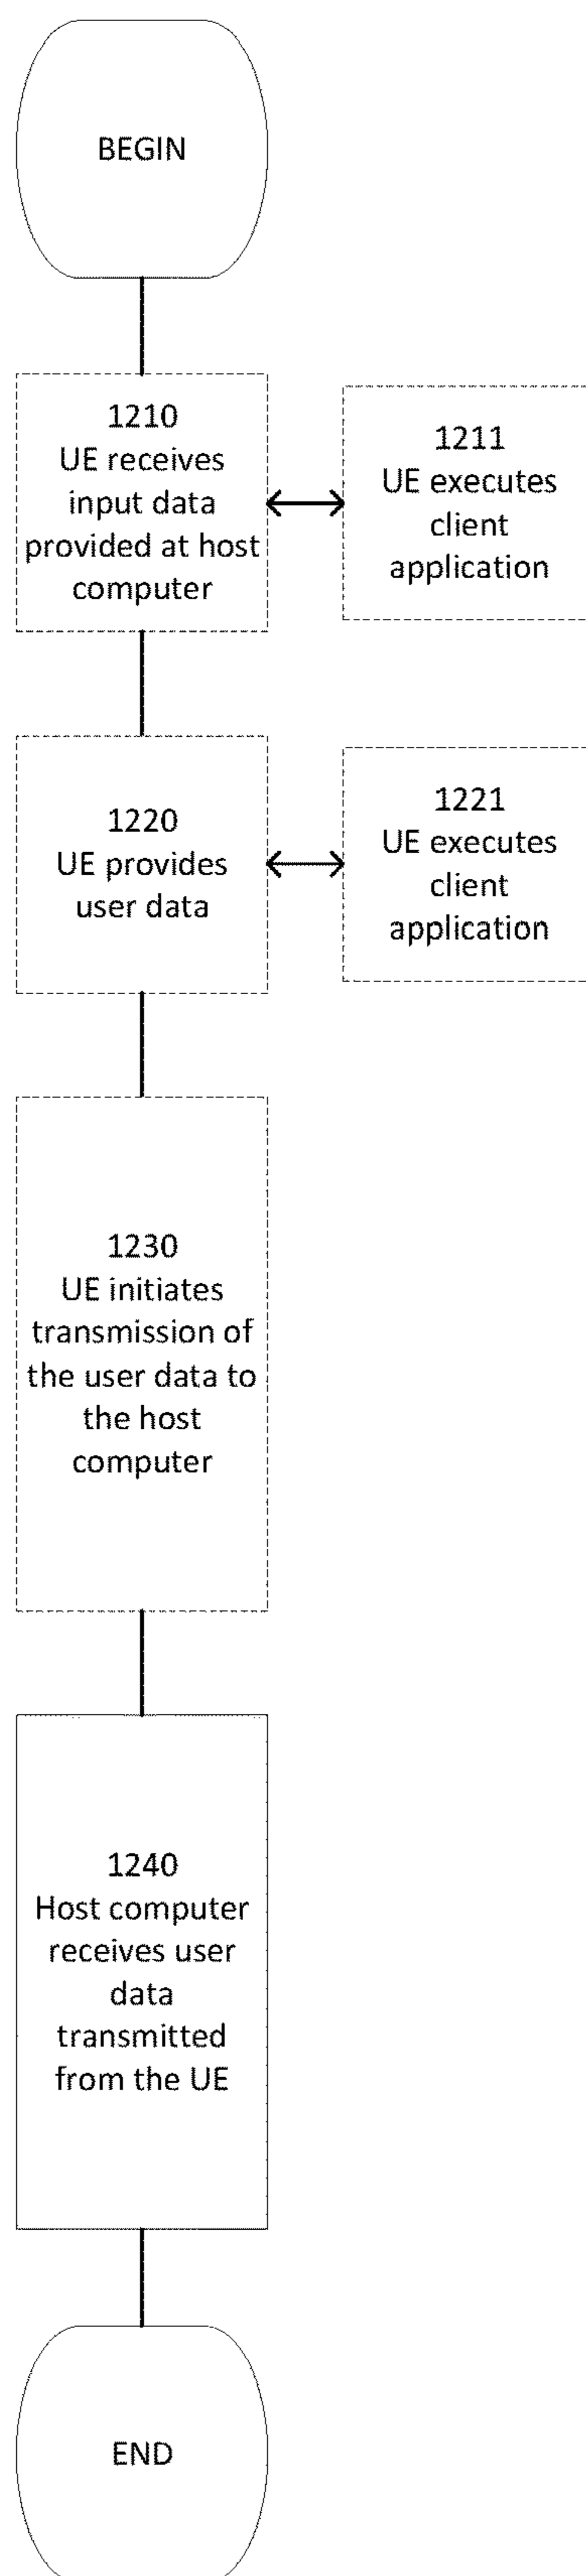 BEGIN
1210
UE receives
input data
provided at host
computer
1211
UE executes
client
application
1220
UE provides
user data
1221
UE executes
client
application
1230
UE initiates
transmission of
the user data to
the host
computer
1240
Host computer
receives user
data
transmitted
from the UE
END